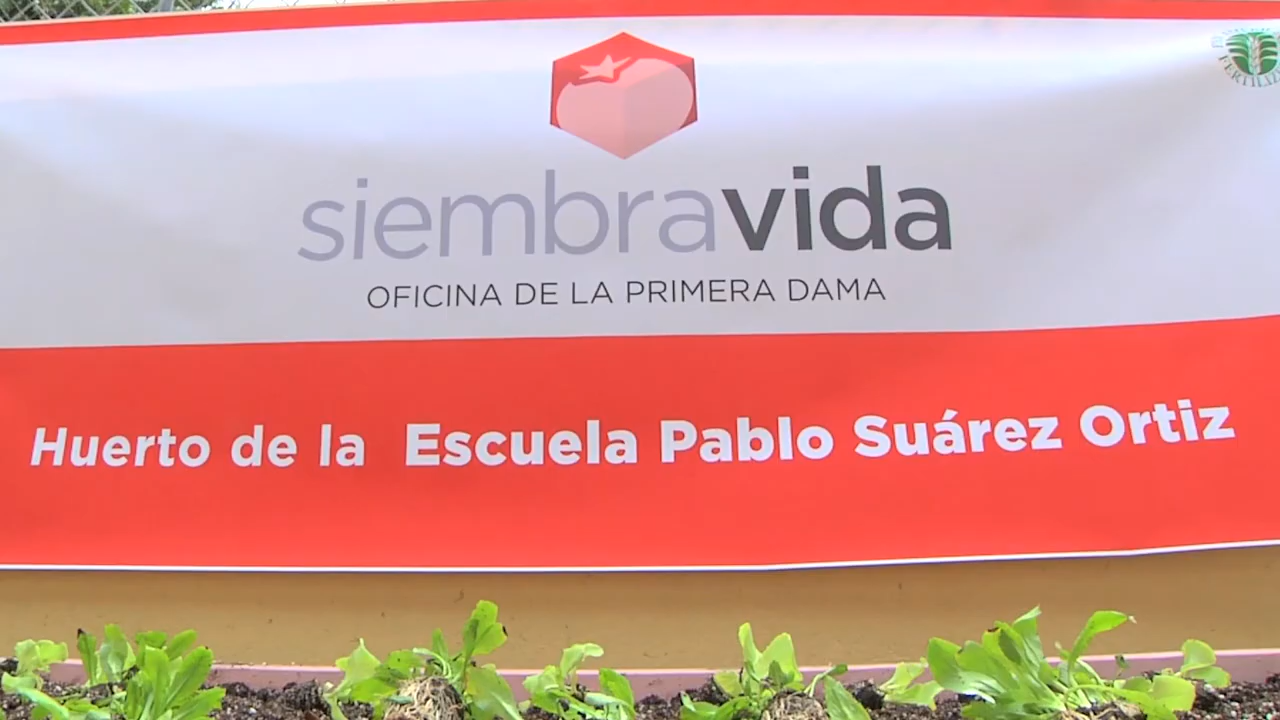 siembravida
OFICINA DE LA PRIMERA DAMA
Huerto de la Escuela Pablo Suárez Ortiz